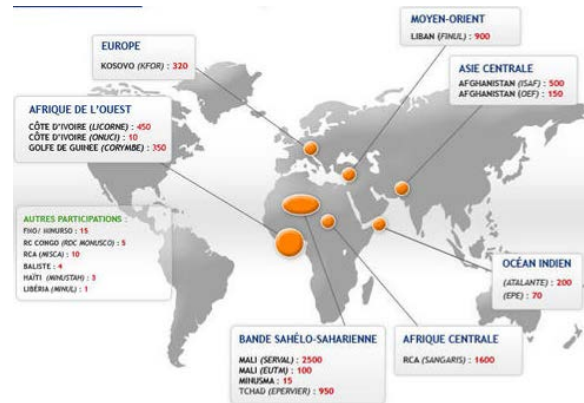 MOYEN-ORIENT
LIBAN (FINUL) : 900
EUROPE
KOSOVO (KFOR) : 320
ASIE CENTRALE
AFGHANISTAN (ISAF) : 500
AFGHANISTAN (OEF) : 150
AFRIQUE DE L'OUEST
CÔTE D'IVOIRE (LICORNE) : 450
CÔTE D'IVOIRE (ONUCI) : 10
GOLFE DE GUINEE (CORYMBE) : 350
AUTRES PARTICIPATIONS :
MINURSO : 15
RC CONGO (RDC MONUSCO) : 5
RCA (MISCA) : 10
BALISTE : 4
HAÏTI (MINUSTAH) : 3
LIBÉRIA (MINUL) : 1
OCÉAN INDIEN
(ATALANTE) : 200
(EPE) : 70
BANDE SAHÉLO-SAHARIENNE
MALI (SERVAL) : 2500
MALI (EUTM) : 100
MINUSMA : 15
TCHAD (EPERVIER) : 950
AFRIQUE CENTRALE
RCA (SANGARIS) : 1600